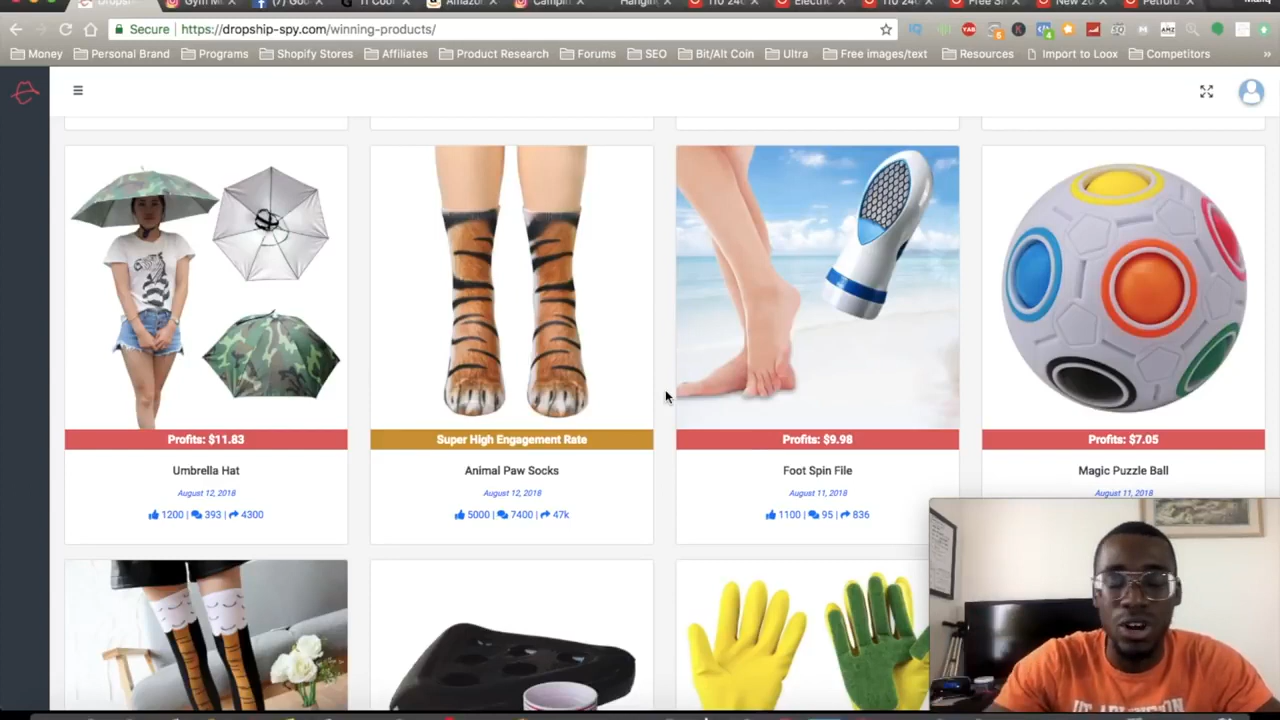 Secure | https://dropship-spy.com/winning-products/
Money Personal Brand Programs Shopify Stores Affiliates Product Research Forums SEO Bit/Alt Coin Ultra Free images/text Resources Import to Loox Competitors »
Profits: $11.83
Umbrella Hat
August 12, 2018
1200 | 393 | 4300
Super High Engagement Rate
Animal Paw Socks
August 12, 2018
5000 | 7400 | 47k
Profits: $9.98
Foot Spin File
August 11, 2018
1100 | 95 | 836
Profits: $7.05
Magic Puzzle Ball
August 11, 2018